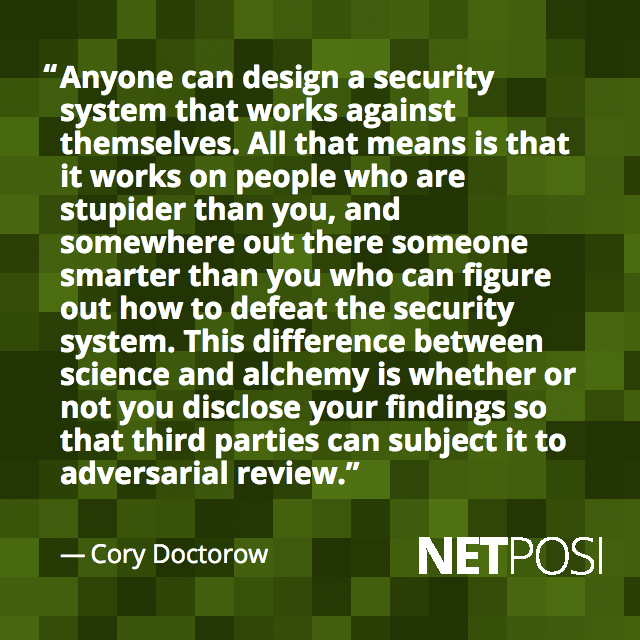 “Anyone can design a security
system that works against
themselves. All that means is that
it works on people who are
stupider than you, and
somewhere out there someone
smarter than you who can figure
out how to defeat the security
system. This difference between
science and alchemy is whether or
not you disclose your findings so
that third parties can subject it to
adversarial review.”
— Cory Doctorow
NETPOSI